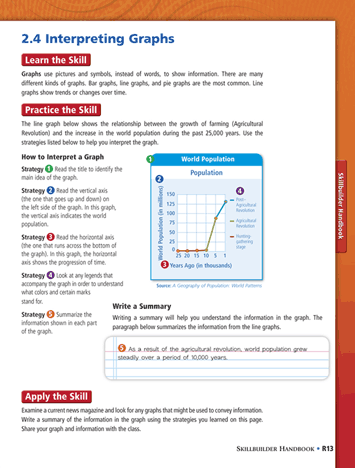 2.4 Interpreting Graphs
Learn the Skill
Graphs use pictures and symbols, instead of words, to show information. There are many
different kinds of graphs. Bar graphs, line graphs, and pie graphs are the most common. Line
graphs show trends or changes over time.
Practice the Skill
The line graph below shows the relationship between the growth of farming (Agricultural
Revolution) and the increase in the world population during the past 25,000 years. Use the
strategies listed below to help you interpret the graph.
How to Interpret a Graph
Strategy 1 Read the title to identify the
main idea of the graph.
Strategy 2 Read the vertical axis
(the one that goes up and down) on
the left side of the graph. In this graph,
the vertical axis indicates the world
population.
Strategy 3 Read the horizontal axis
(the one that runs across the bottom of
the graph). In this graph, the horizontal
axis shows the progression of time.
Strategy 4 Look at any legends that
accompany the graph in order to understand
what colors and certain marks
stand for.
Strategy 5 Summarize the
information shown in each part
of the graph.
1 World Population
Population
2
World Population (in millions)
150
125
100
75
50
25
0
25 20 15 10 5 1
3 Years Ago (in thousands)
4
Post-
Agricultural
Revolution
Agricultural
Revolution
Hunting
gathering
stage
Source: A Geography of Population: World Patterns
Write a Summary
Writing a summary will help you understand the information in the graph. The
paragraph below summarizes the information from the line graphs.
5 As a result of the agricultural revolution, world population grew
steadily over a period of 10,000 years.
Apply the Skill
Examine a current news magazine and look for any graphs that might be used to convey information.
Write a summary of the information in the graph using the strategies you learned on this page.
Share your graph and information with the class.
Skillbuilder Handbook
SKILLBUILDER HANDBOOK • R13